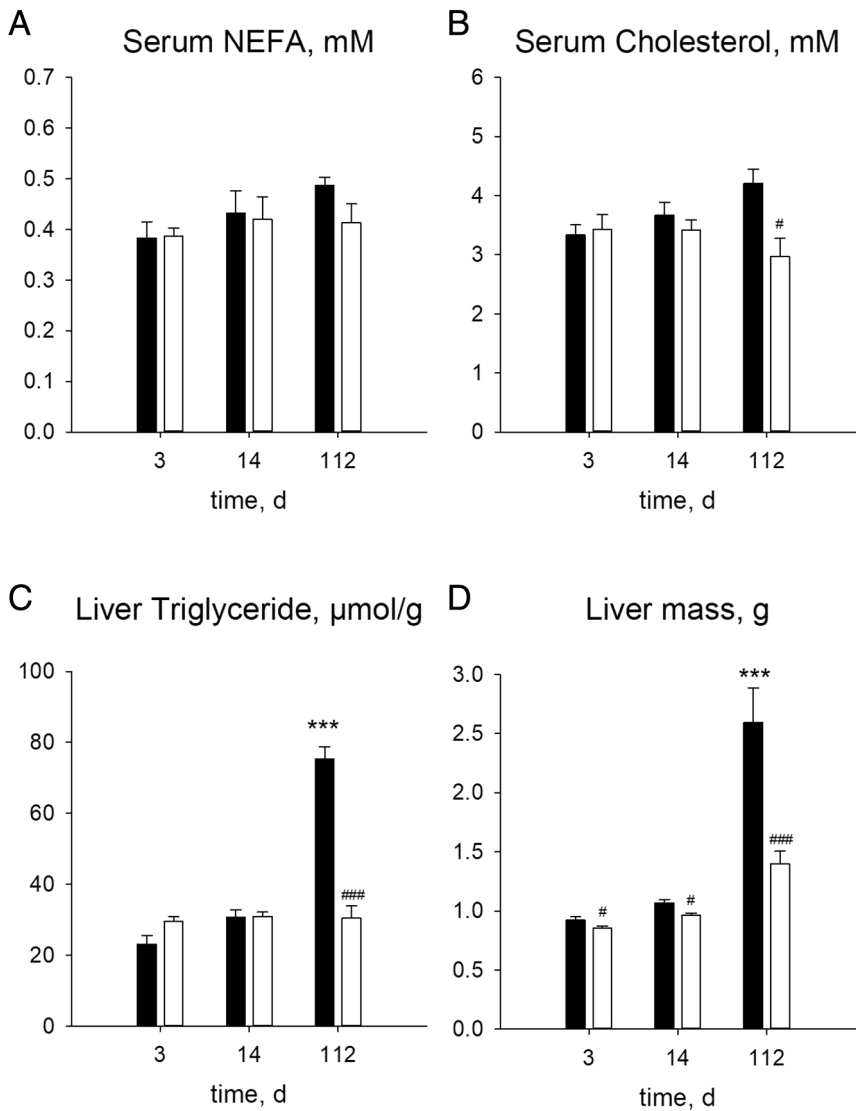 A
Serum NEFA, mM
0.7
0.6
0.5
0.4
0.3
0.2
0.1
0.0
3 14 112
time, d
B
Serum Cholesterol, mM
6
5
4
3
2
1
0
#
3 14 112
time, d
C
Liver Triglyceride, µmol/g
100
80
60
40
20
0
***
###
3 14 112
time, d
D
Liver mass, g
3.0
2.5
2.0
1.5
1.0
0.5
0.0
***
###
# #
3 14 112
time, d